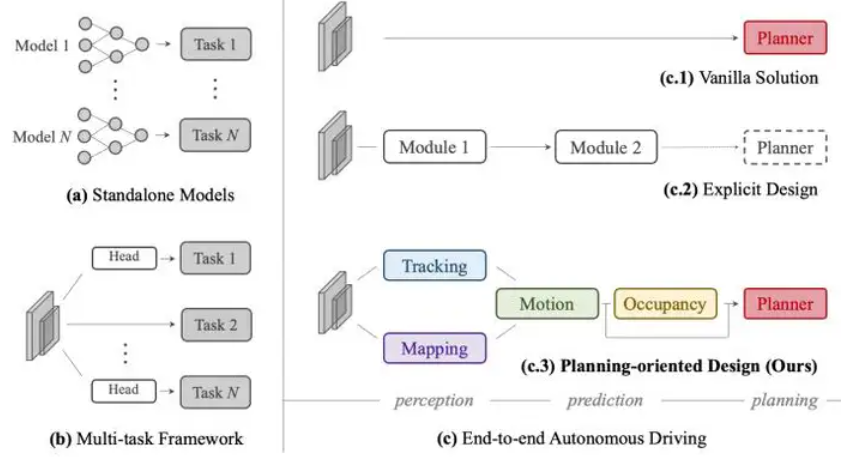 Model 1
Task 1
Model N
Task N
(a) Standalone Models
Head
Task 1
Task 2
Head
Task N
(b) Multi-task Framework
Planner
(c.1) Vanilla Solution
Module 1
Module 2
Planner
(c.2) Explicit Design
Tracking
Motion
Occupancy
Planner
Mapping
(c.3) Planning-oriented Design (Ours)
perception
prediction
planning
(c) End-to-end Autonomous Driving